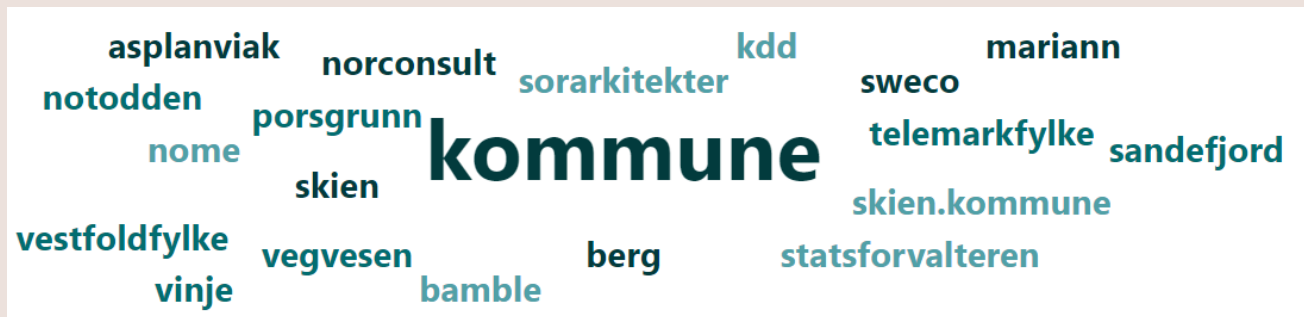 asplanviak
norconsult
kdd
mariann
sorarkitekter
sweco
notodden
porsgrunn
kommune
telemarkfylke
sandefjord
nome
skien
skien.kommune
vestfoldfylke
vegvesen
berg
statsforvalteren
vinje
bamble